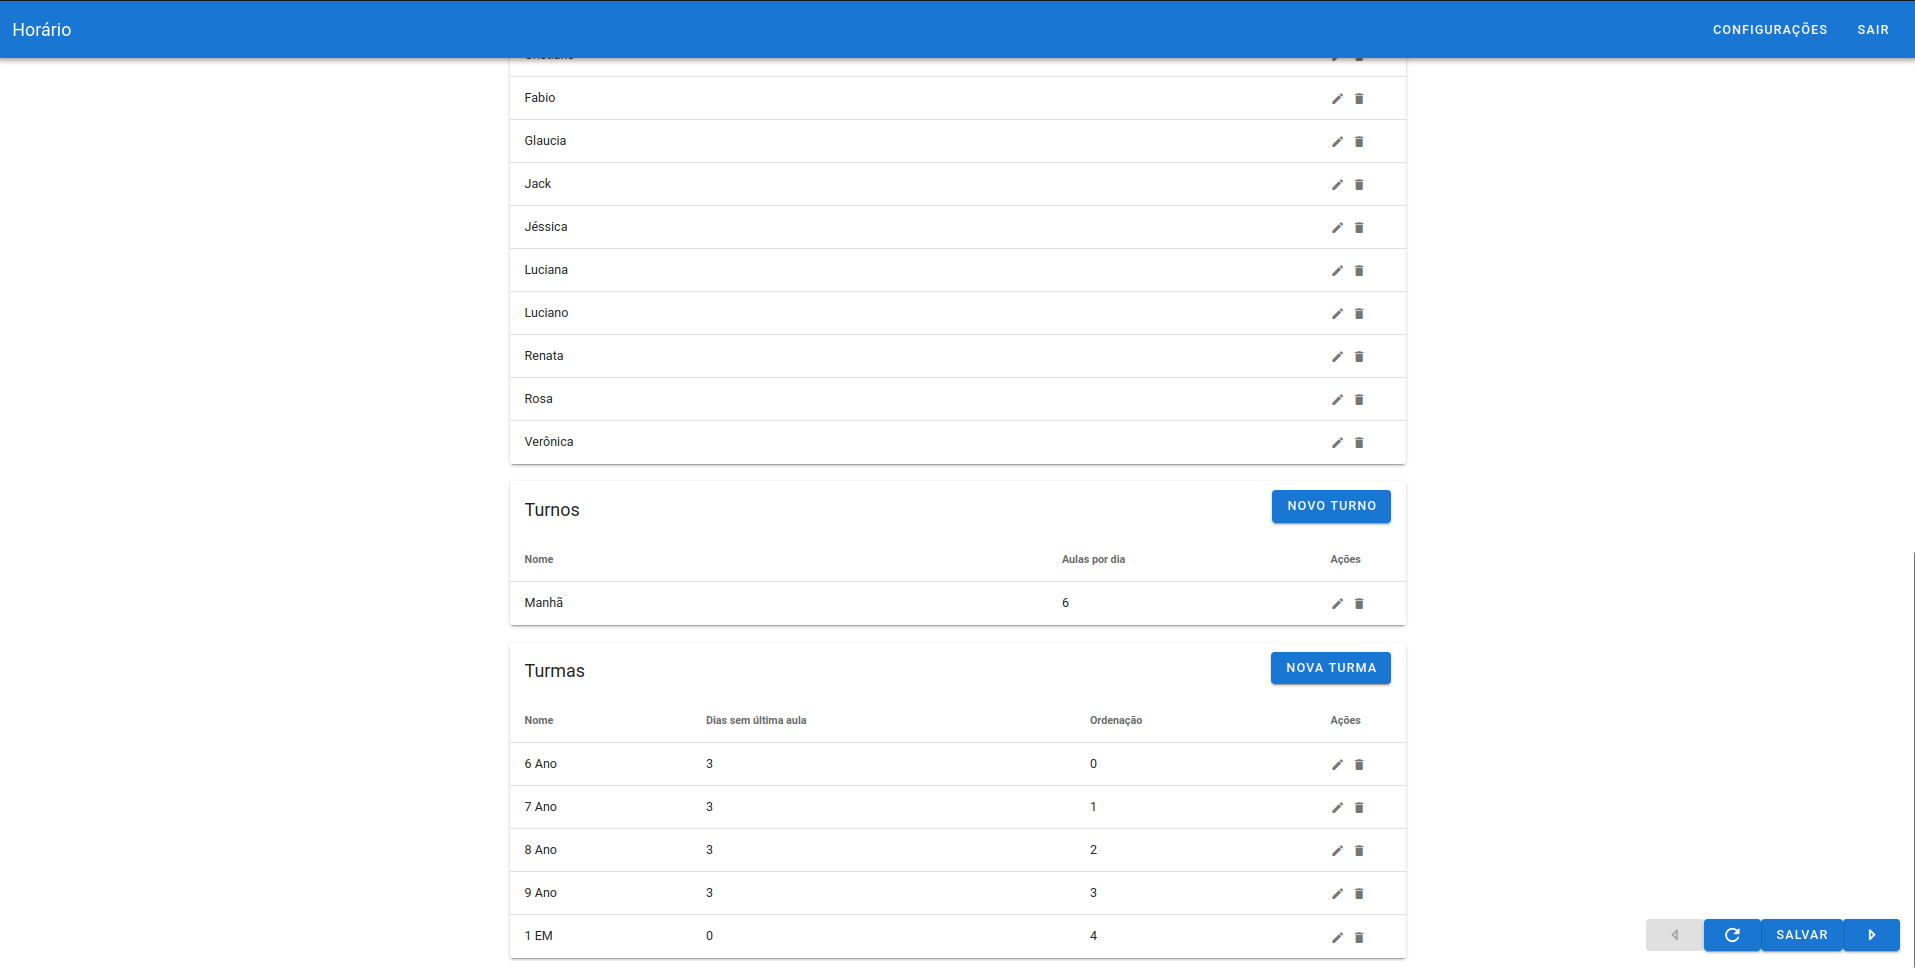 Horário CONFIGURAÇÕES SAIR
Fabio
Glaucia
Jack
Jéssica
Luciana
Luciano
Renata
Rosa
Verônica
Turnos NOVO TURNO
Nome Aulas por dia Ações
Manhã 6
Turmas NOVA TURMA
Nome Dias sem última aula Ordenação Ações
6 Ano 3 0
7 Ano 3 1
8 Ano 3 2
9 Ano 3 3
1 EM 0 4
SALVAR